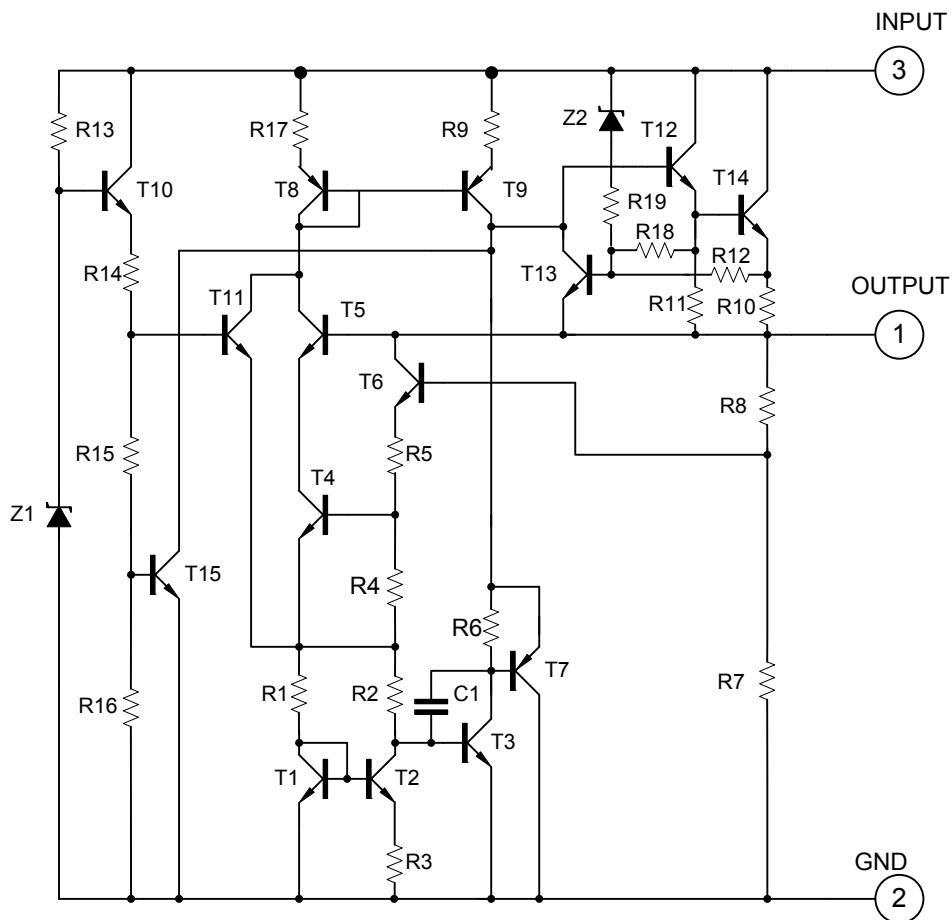 INPUT
3
R13
R17
R9
Z2
T12
T10
T8
T9
T14
R19
R18
R12
R14
T13
T11
T5
R11
R10
OUTPUT
1
T6
R8
R15
R5
T4
Z1
T15
R4
R6
T7
R16
R1
R2
C1
R7
T3
T1
T2
R3
GND
2